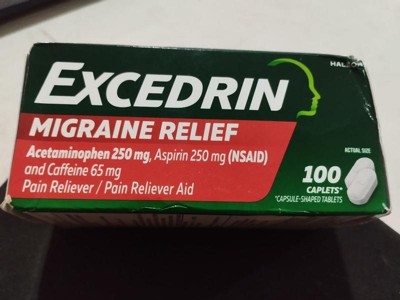 HALEON
EXCEDRIN
MIGRAINE RELIEF
Acetaminophen 250 mg, Aspirin 250 mg (NSAID)
and Caffeine 65 mg
Pain Reliever / Pain Reliever Aid
ACTUAL SIZE
100
CAPLETS*
*CAPSULE-SHAPED TABLETS